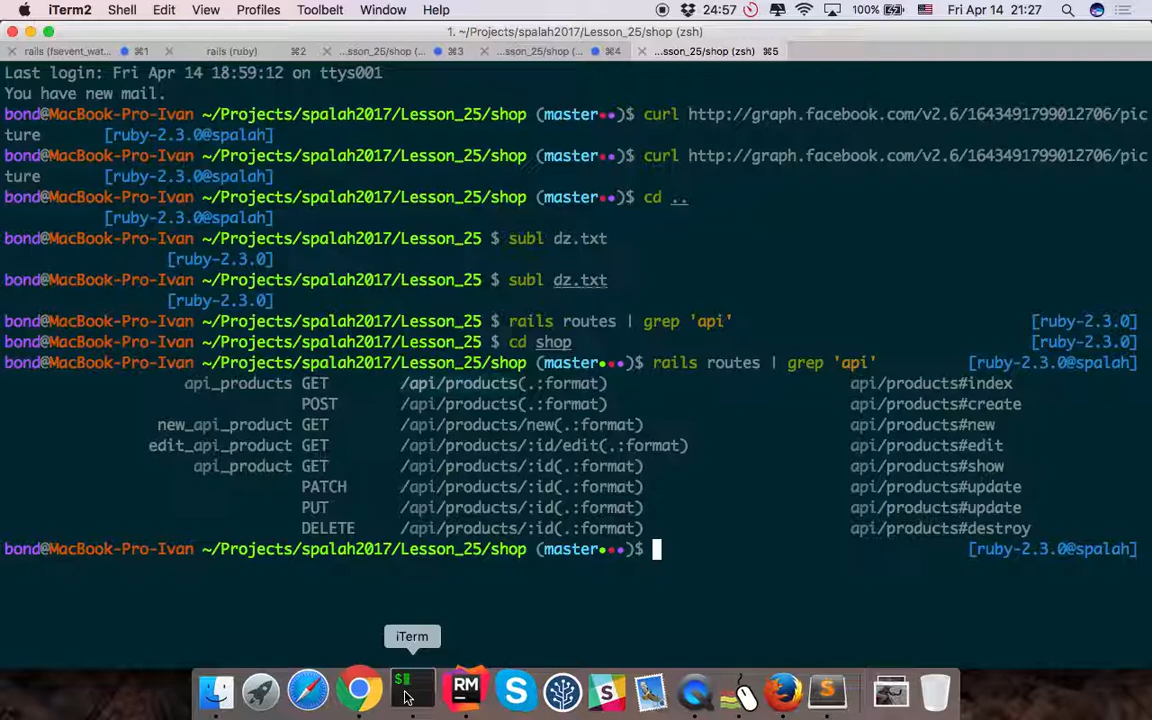 iTerm2 Shell Edit View Profiles Toolbelt Window Help 24:57 100% Fri Apr 14 21:27
1. ...sson_25/shop (zsh)
rails (fsevent_wat... ⌘1 rails (ruby) ⌘2 ...sson_25/shop (... ⌘3 ...sson_25/shop (... ⌘4 ...sson_25/shop (zsh) ⌘5
Last login: Fri Apr 14 18:59:12 on ttys001
You have new mail.
bond@MacBook-Pro-Ivan ~/Projects/spalah2017/Lesson_25/shop (master••)$ curl http://graph.facebook.com/v2.6/1643491799012706/pic
ture [ruby-2.3.0@spalah]
bond@MacBook-Pro-Ivan ~/Projects/spalah2017/Lesson_25/shop (master••)$ curl http://graph.facebook.com/v2.6/1643491799012706/pic
ture [ruby-2.3.0@spalah]
bond@MacBook-Pro-Ivan ~/Projects/spalah2017/Lesson_25/shop (master••)$ cd ..
[ruby-2.3.0@spalah]
bond@MacBook-Pro-Ivan ~/Projects/spalah2017/Lesson_25 $ subl dz.txt
[ruby-2.3.0]
bond@MacBook-Pro-Ivan ~/Projects/spalah2017/Lesson_25 $ subl dz.txt
[ruby-2.3.0]
bond@MacBook-Pro-Ivan ~/Projects/spalah2017/Lesson_25 $ rails routes | grep 'api' [ruby-2.3.0]
bond@MacBook-Pro-Ivan ~/Projects/spalah2017/Lesson_25 $ cd shop [ruby-2.3.0]
bond@MacBook-Pro-Ivan ~/Projects/spalah2017/Lesson_25/shop (master•••)$ rails routes | grep 'api' [ruby-2.3.0@spalah]
api_products GET /api/products(.:format) api/products#index
POST /api/products(.:format) api/products#create
new_api_product GET /api/products/new(.:format) api/products#new
edit_api_product GET /api/products/:id/edit(.:format) api/products#edit
api_product GET /api/products/:id(.:format) api/products#show
PATCH /api/products/:id(.:format) api/products#update
PUT /api/products/:id(.:format) api/products#update
DELETE /api/products/:id(.:format) api/products#destroy
bond@MacBook-Pro-Ivan ~/Projects/spalah2017/Lesson_25/shop (master•••)$ [ruby-2.3.0@spalah]
iTerm
$
RM
S
S